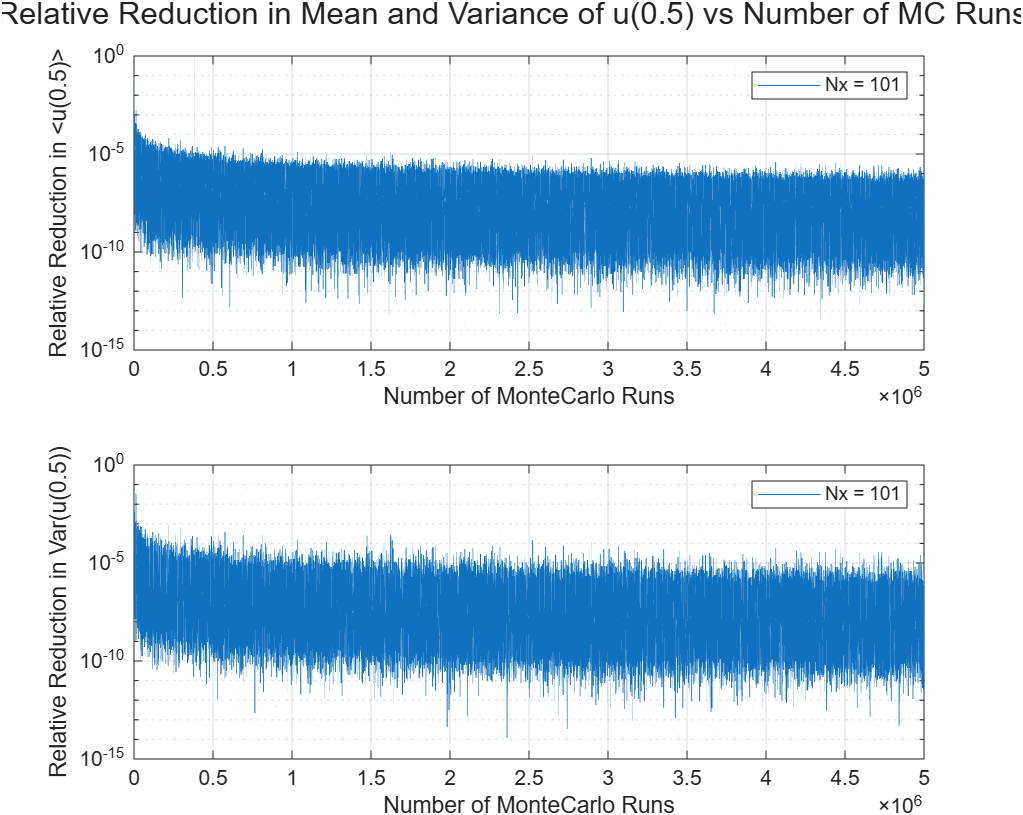 Relative Reduction in Mean and Variance of u(0.5) vs Number of MC Runs
Relative Reduction in <u(0.5)>
10^0
10^-5
10^-10
10^-15
Nx = 101
0 0.5 1 1.5 2 2.5 3 3.5 4 4.5 5
Number of MonteCarlo Runs
×10^6
Relative Reduction in Var(u(0.5))
10^0
10^-5
10^-10
10^-15
Nx = 101
0 0.5 1 1.5 2 2.5 3 3.5 4 4.5 5
Number of MonteCarlo Runs
×10^6